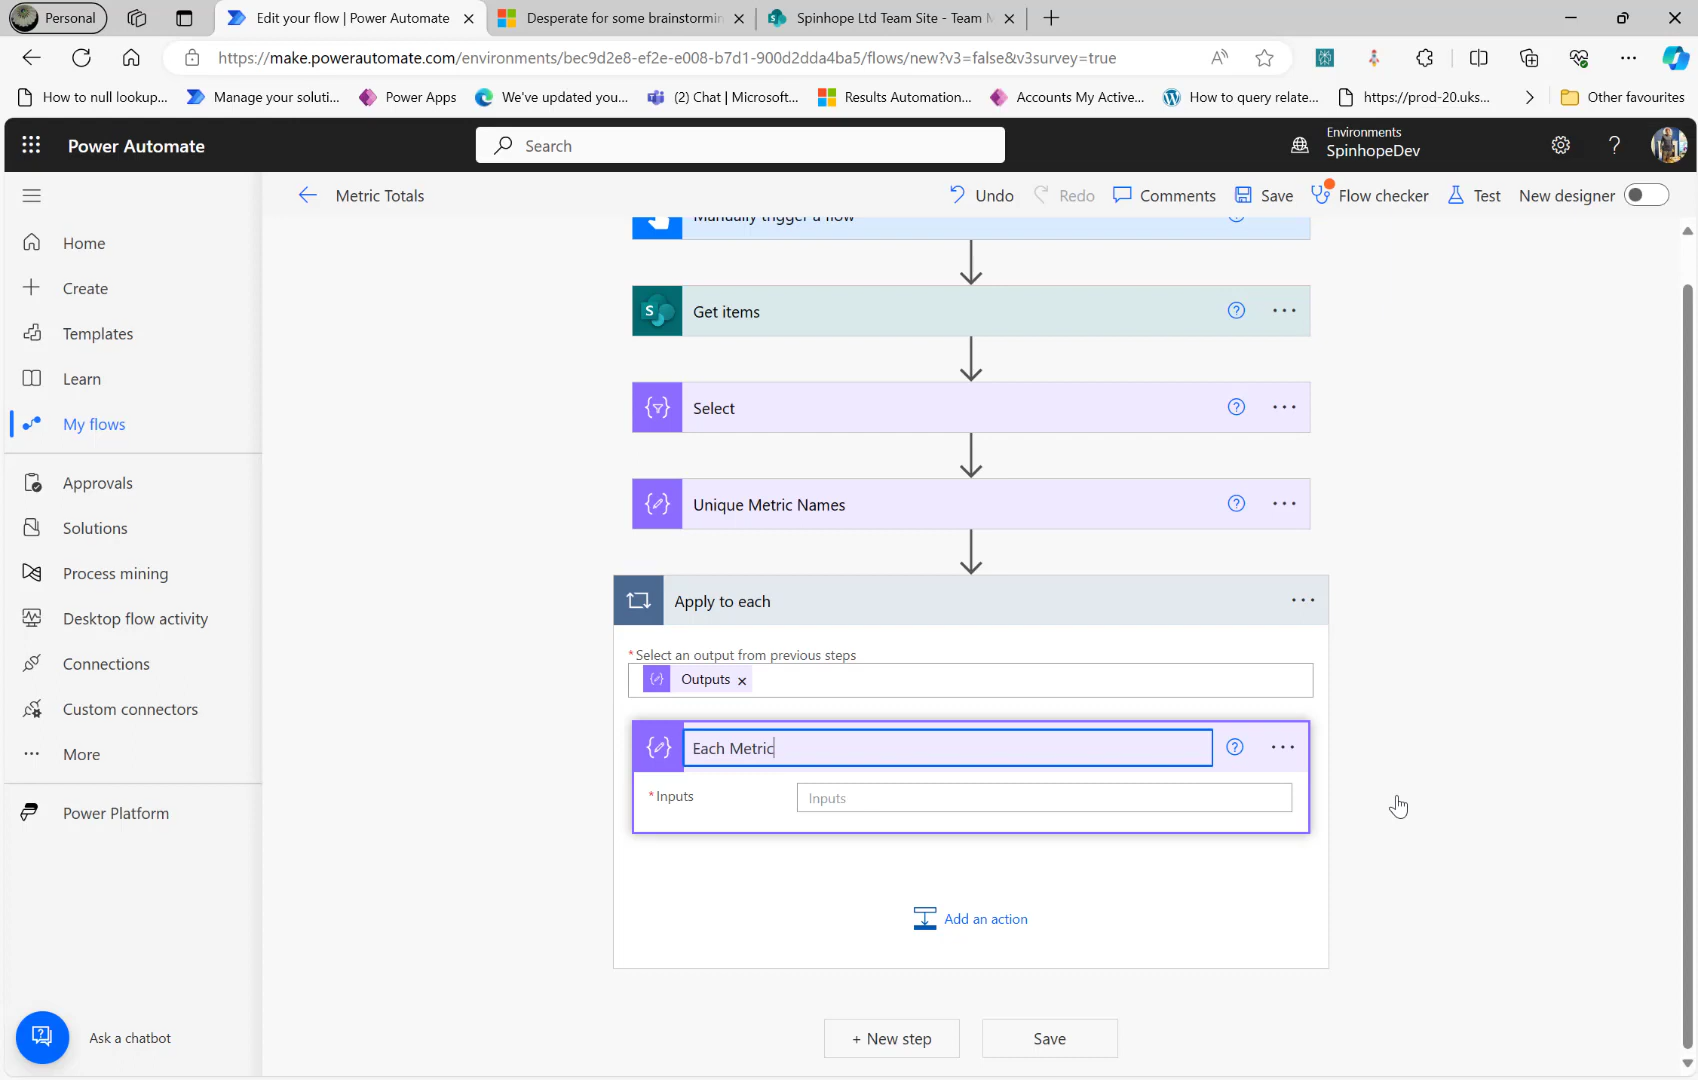 Personal
Edit your flow | Power Automate
Desperate for some brainstormin
Spinhope Ltd Team Site - Team M
https://make.powerautomate.com/environments/bec9d2e8-ef2e-e008-b7d1-900d2dda4ba5/flows/new?v3=false&v3survey=true
How to null lookup...
Manage your soluti...
Power Apps
We've updated you...
(2) Chat | Microsoft...
Results Automation...
Accounts My Active...
How to query relate...
https://prod-20.uks...
Other favourites
Power Automate
Search
Environments
SpinhopeDev
Metric Totals
Undo
Redo
Comments
Save
Flow checker
Test
New designer
Home
Create
Templates
Learn
My flows
Approvals
Solutions
Process mining
Desktop flow activity
Connections
Custom connectors
More
Power Platform
Ask a chatbot
Manually trigger a flow
Get items
Select
Unique Metric Names
Apply to each
*Select an output from previous steps
Outputs
Each Metric
*Inputs
Inputs
Add an action
+ New step
Save